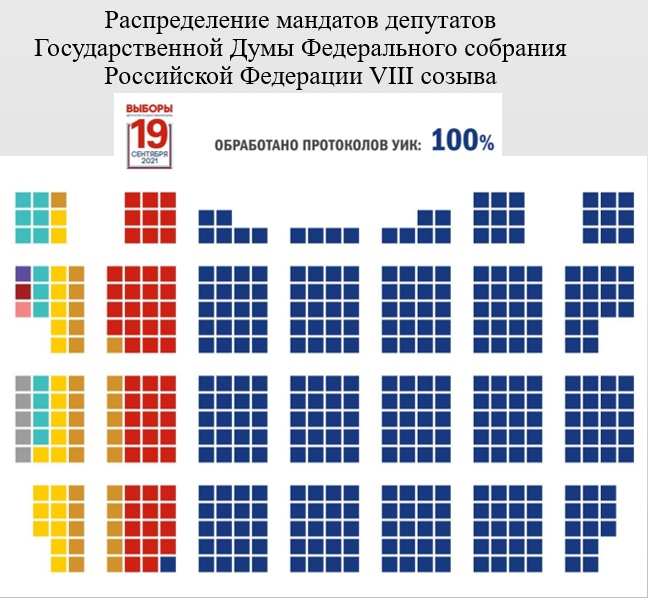 Распределение мандатов депутатов
Государственной Думы Федерального собрания
Российской Федерации VIII созыва
ВЫБОРЫ
19
СЕНТЯБРЯ
2021
ОБРАБОТАНО ПРОТОКОЛОВ УИК: 100%